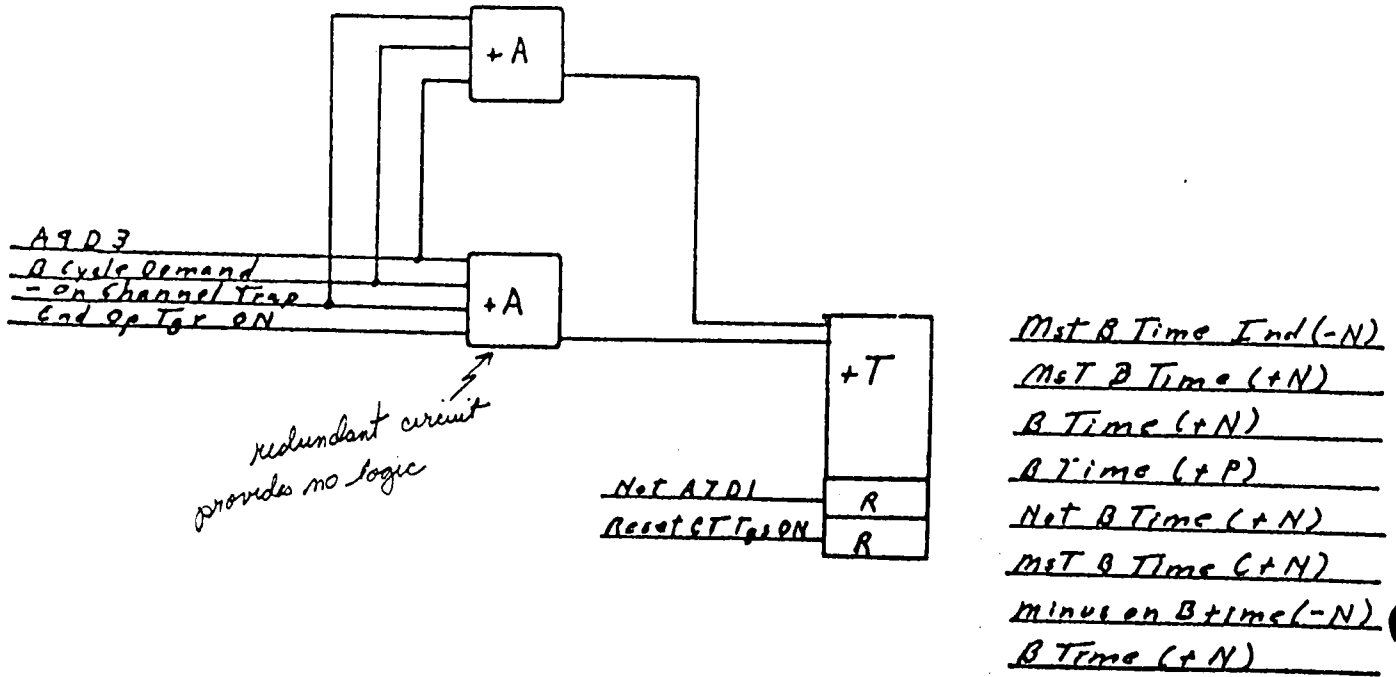 + A
A9D3
B Cycle Demand
- On Channel Trap
End Op Tgr ON
+A
redundant circuit
provides no logic
+T
Not A7D1
R
Reset CT Tgs ON
R
Mst B Time Ind (-N)
MsT B Time (+N)
B Time (+N)
B Time (+P)
Not B Time (+N)
MsT B Time (+N)
minus on B time (-N)
B Time (+N)